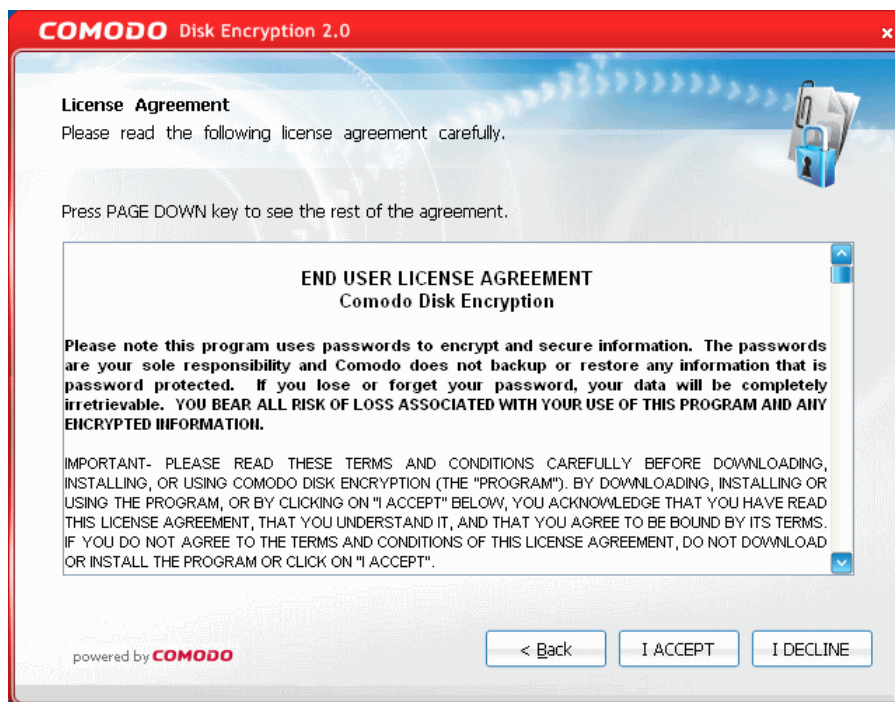 COMODO Disk Encryption 2.0
License Agreement
Please read the following license agreement carefully.
Press PAGE DOWN key to see the rest of the agreement.
END USER LICENSE AGREEMENT
Comodo Disk Encryption
Please note this program uses passwords to encrypt and secure information. The passwords
are your sole responsibility and Comodo does not backup or restore any information that is
password protected. If you lose or forget your password, your data will be completely
irretrievable. YOU BEAR ALL RISK OF LOSS ASSOCIATED WITH YOUR USE OF THIS PROGRAM AND ANY
ENCRYPTED INFORMATION.
IMPORTANT- PLEASE READ THESE TERMS AND CONDITIONS CAREFULLY BEFORE DOWNLOADING,
INSTALLING, OR USING COMODO DISK ENCRYPTION (THE "PROGRAM"). BY DOWNLOADING, INSTALLING OR
USING THE PROGRAM, OR BY CLICKING ON "I ACCEPT" BELOW, YOU ACKNOWLEDGE THAT YOU HAVE READ
THIS LICENSE AGREEMENT, THAT YOU UNDERSTAND IT, AND THAT YOU AGREE TO BE BOUND BY ITS TERMS.
IF YOU DO NOT AGREE TO THE TERMS AND CONDITIONS OF THIS LICENSE AGREEMENT, DO NOT DOWNLOAD
OR INSTALL THE PROGRAM OR CLICK ON "I ACCEPT".
powered by COMODO
< Back
I ACCEPT
I DECLINE